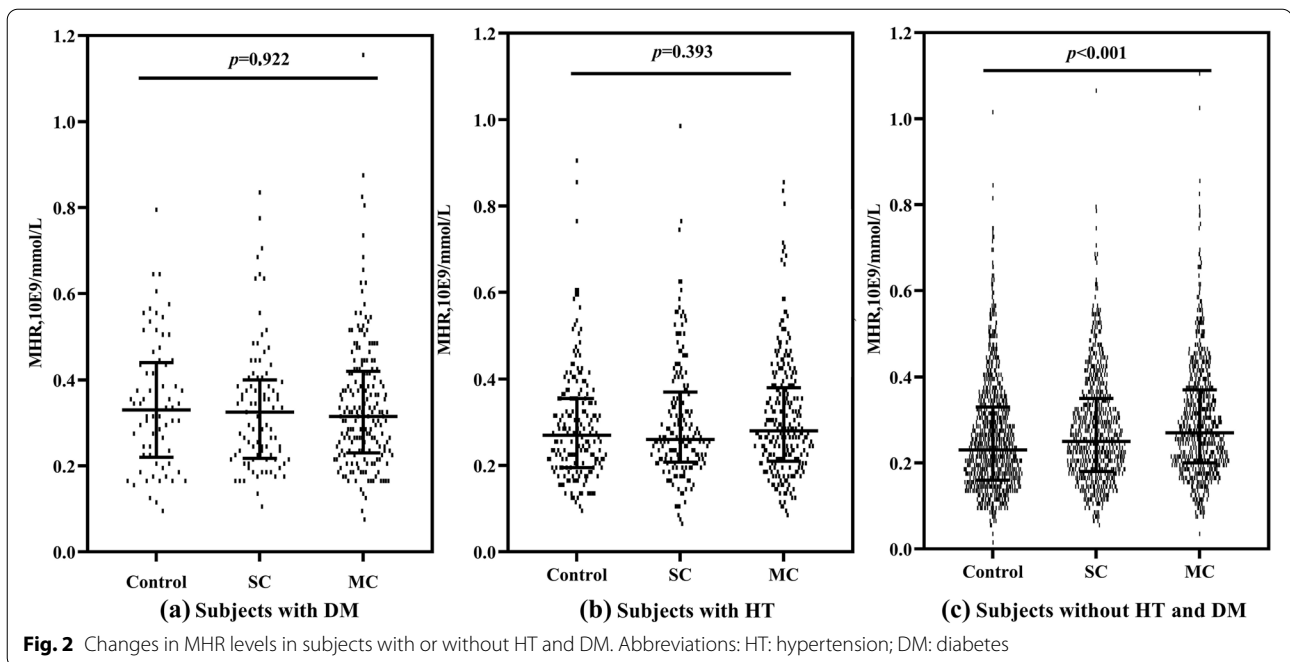 1.2
1.0
0.8
0.6
0.4
0.2
0.0
MHR,10E9/mmol/L
p=0.922
Control SC MC
(a) Subjects with DM
1.2
1.0
0.8
0.6
0.4
0.2
0.0
MHR,10E9/mmol/L
p=0.393
Control SC MC
(b) Subjects with HT
1.2
1.0
0.8
0.6
0.4
0.2
0.0
MHR,10E9/mmol/L
p<0.001
Control SC MC
(c) Subjects without HT and DM
Fig. 2 Changes in MHR levels in subjects with or without HT and DM. Abbreviations: HT: hypertension; DM: diabetes